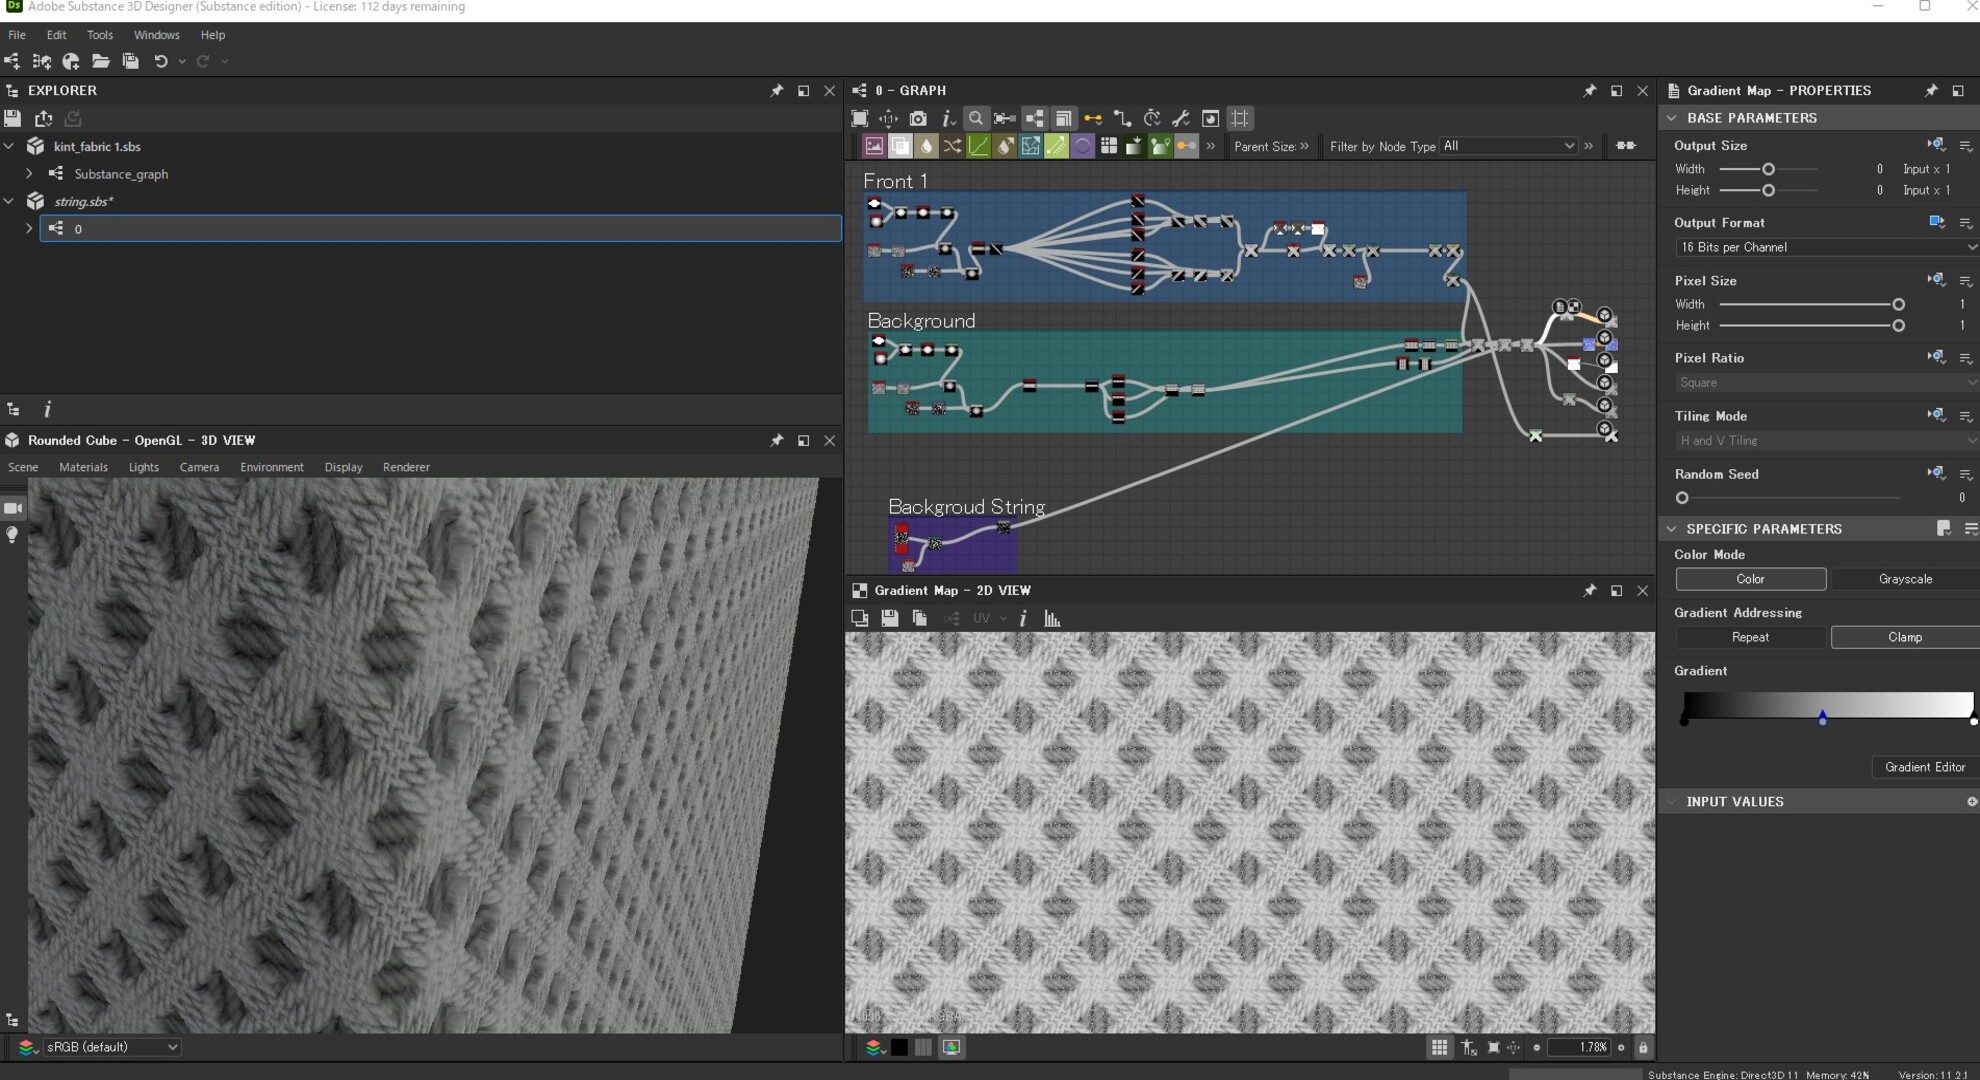 Ds Adobe Substance 3D Designer (Substance edition) - License: 112 days remaining
File Edit Tools Windows Help
EXPLORER
kint_fabric 1.sbs
Substance_graph
string.sbs*
0
i
Rounded Cube - OpenGL - 3D VIEW
Scene Materials Lights Camera Environment Display Renderer
sRGB (default)
0 - GRAPH
Parent Size: » Filter by Node Type All »
Front 1
Background
Backgroud String
Gradient Map - 2D VIEW
UV
1.78%
Gradient Map - PROPERTIES
BASE PARAMETERS
Output Size
Width 0 Input x 1
Height 0 Input x 1
Output Format
16 Bits per Channel
Pixel Size
Width 1
Height 1
Pixel Ratio
Square
Tiling Mode
H and V Tiling
Random Seed
0
SPECIFIC PARAMETERS
Color Mode
Color Grayscale
Gradient Addressing
Repeat Clamp
Gradient
Gradient Editor
INPUT VALUES
Substance Engine: Direct3D 11 Memory: 42% Version: 11.2.1